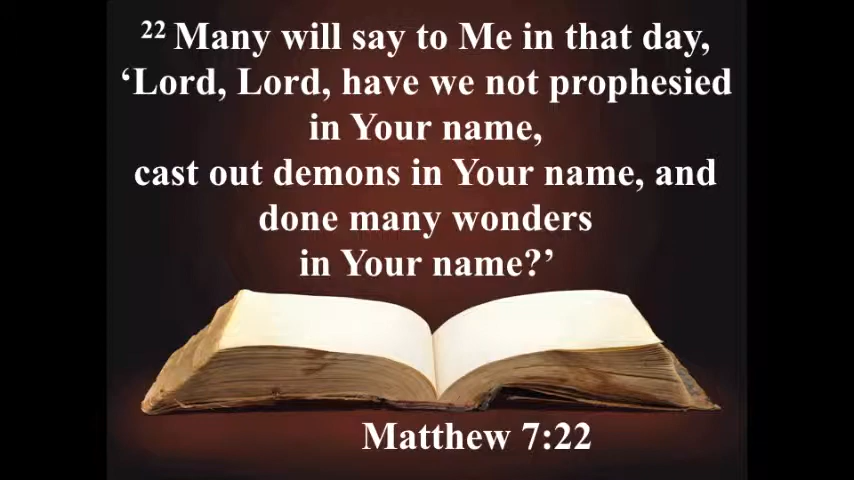 22 Many will say to Me in that day,
‘Lord, Lord, have we not prophesied
in Your name,
cast out demons in Your name, and
done many wonders
in Your name?’
Matthew 7:22